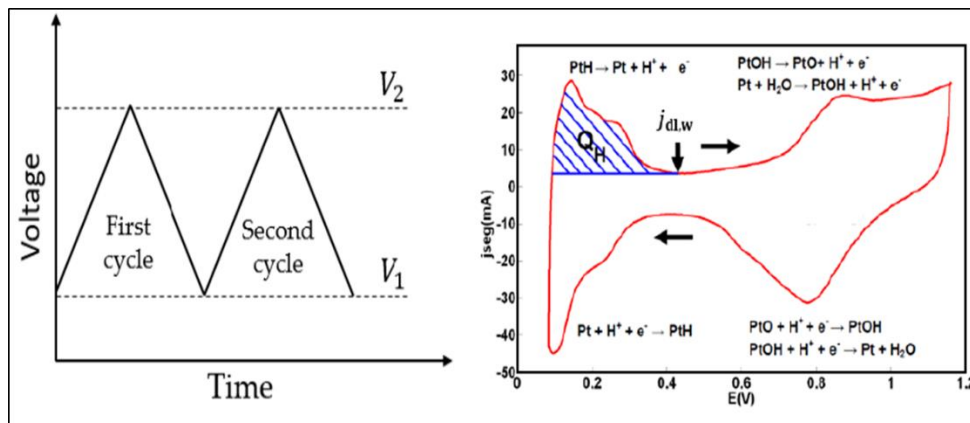 Voltage
V₂
V₁
First
cycle
Second
cycle
Time
PtH → Pt + H⁺ + e⁻
PtOH → PtO+ H⁺ + e⁻
Pt + H₂O → PtOH + H⁺ + e⁻
j_dl,w
Q_H
jseg(mA)
30
20
10
0
-10
-20
-30
-40
-50
Pt + H⁺ + e⁻ → PtH
PtO + H⁺ + e⁻ → PtOH
PtOH + H⁺ + e⁻ → Pt + H₂O
0 0.2 0.4 0.6 0.8 1 1.2
E(V)